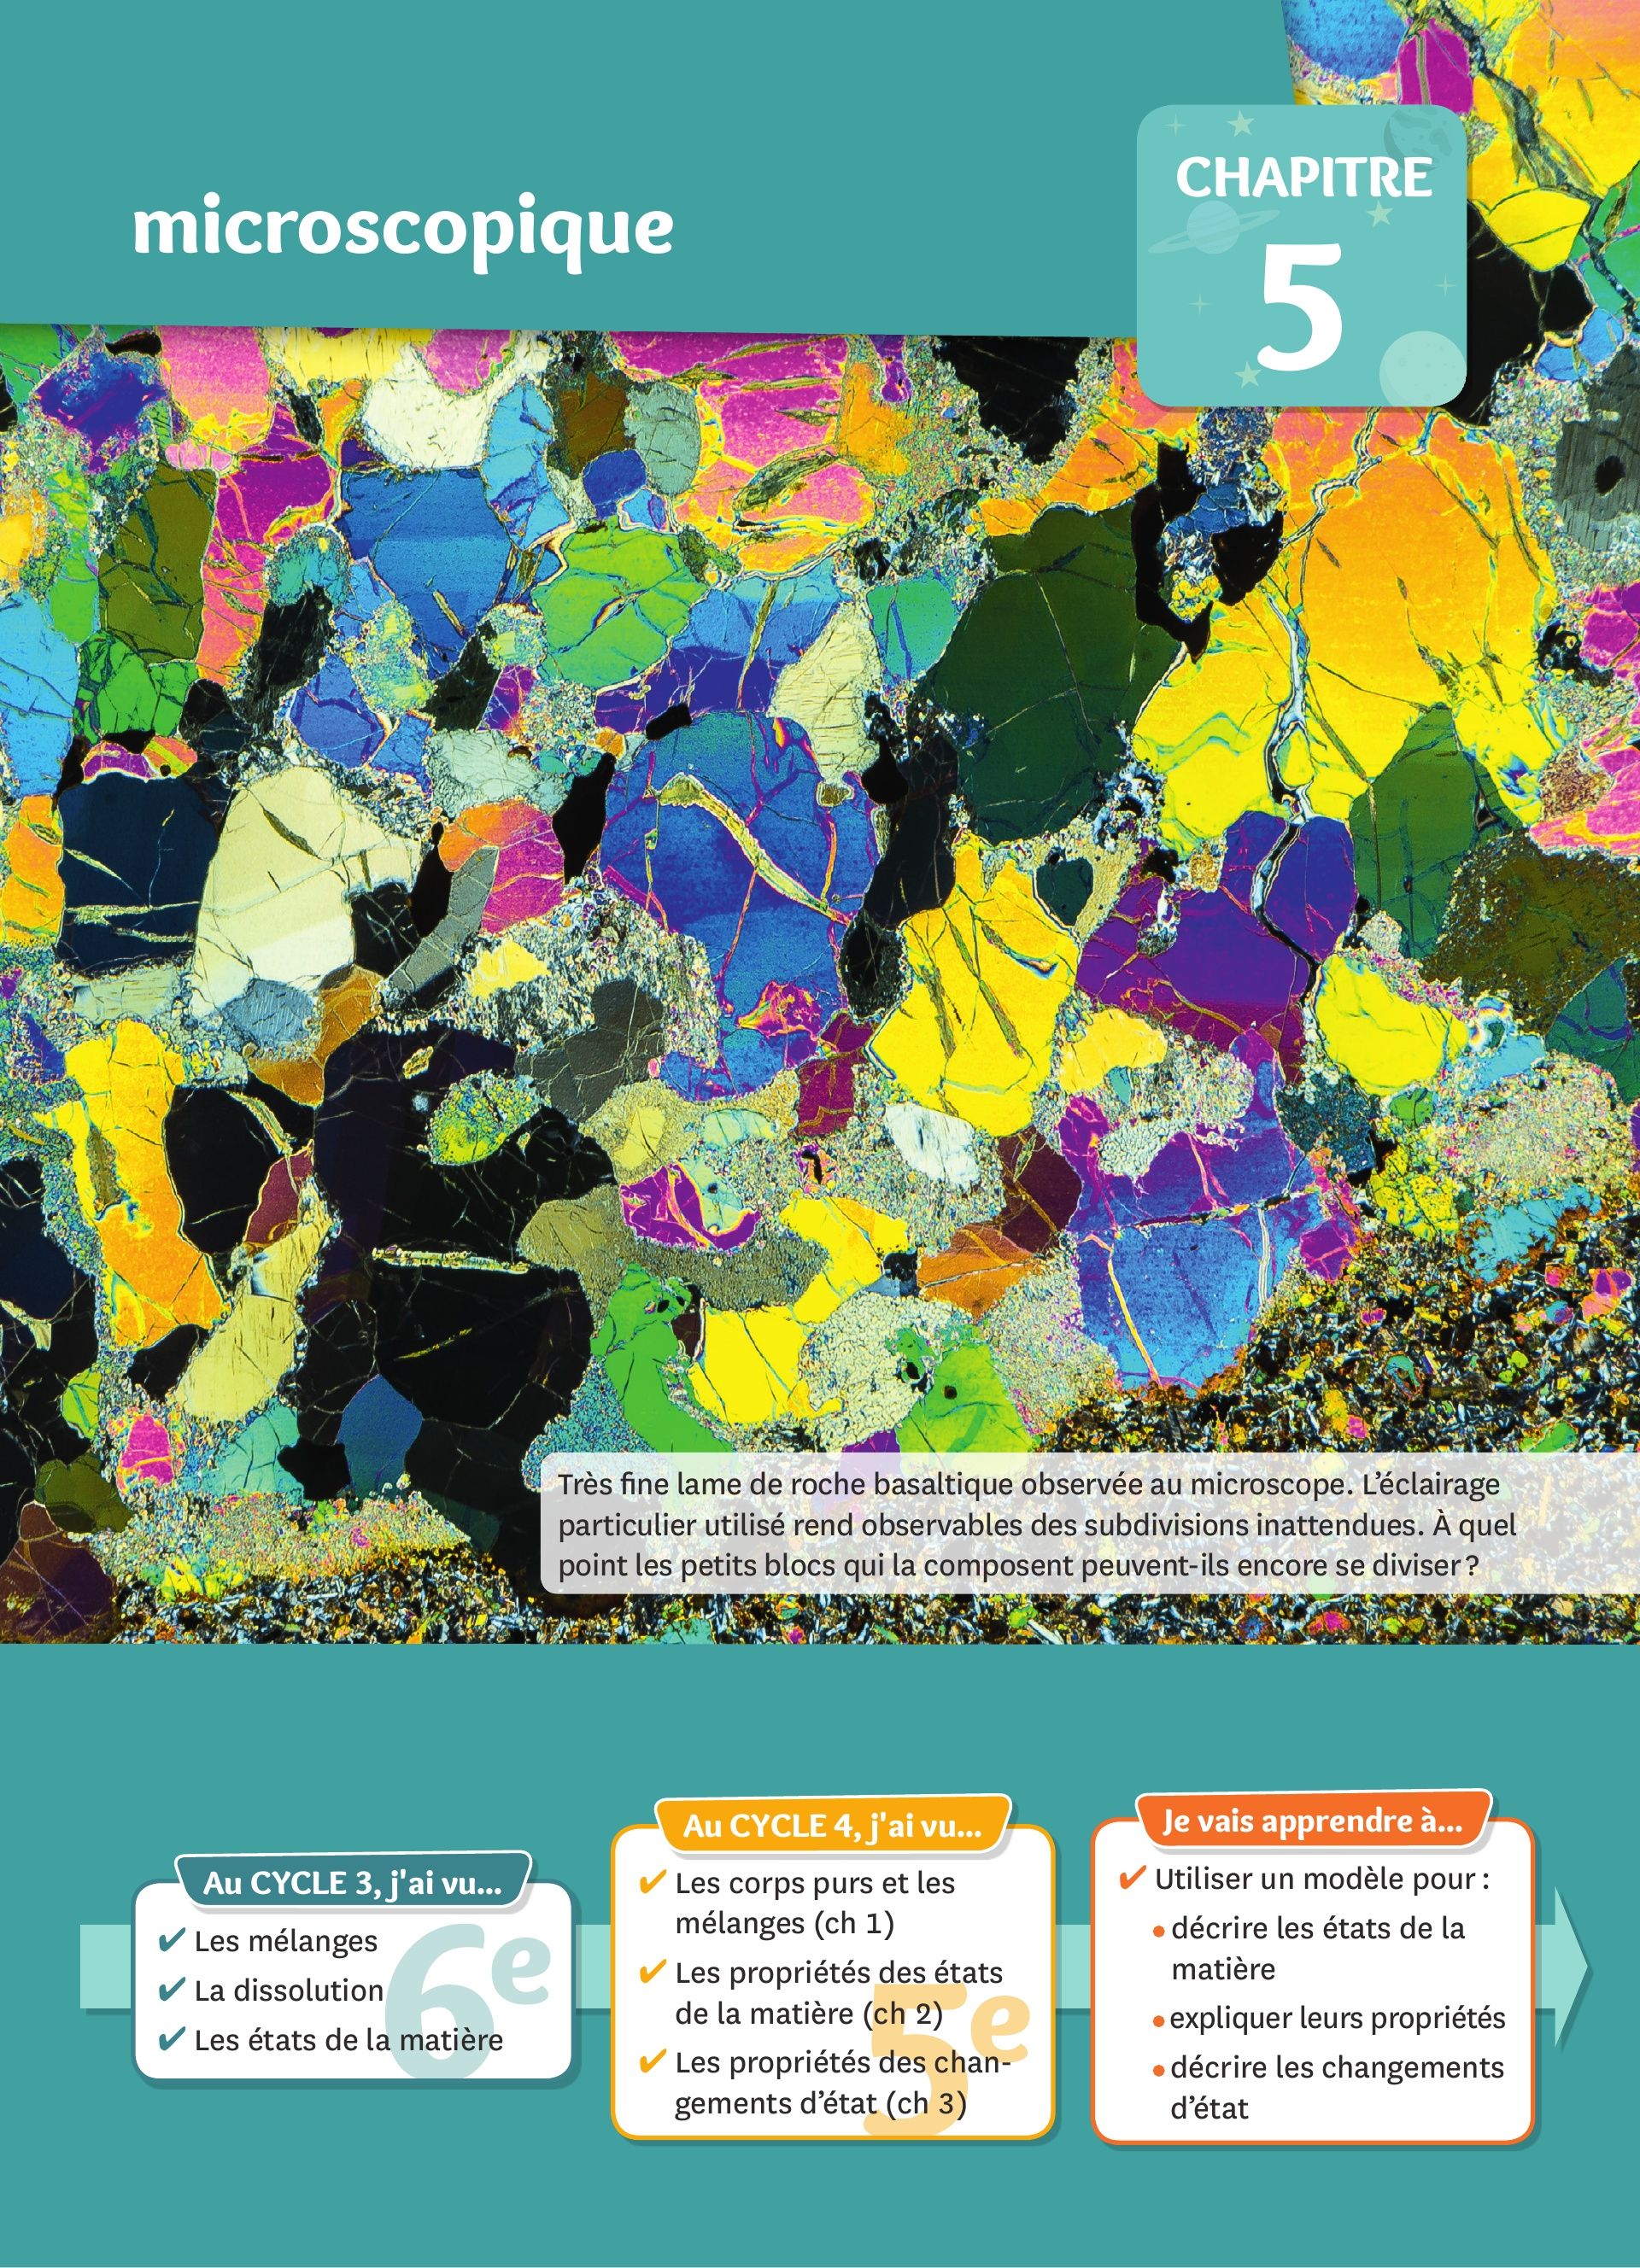 microscopique
CHAPITRE
5
Très fine lame de roche basaltique observée au microscope. L’éclairage
particulier utilisé rend observables des subdivisions inattendues. À quel
point les petits blocs qui la composent peuvent-ils encore se diviser ?
Au CYCLE 3, j'ai vu...
6e
✔ Les mélanges
✔ La dissolution
✔ Les états de la matière
Au CYCLE 4, j'ai vu...
5e
✔ Les corps purs et les
mélanges (ch 1)
✔ Les propriétés des états
de la matière (ch 2)
✔ Les propriétés des chan-
gements d’état (ch 3)
Je vais apprendre à...
✔ Utiliser un modèle pour :
• décrire les états de la
matière
• expliquer leurs propriétés
• décrire les changements
d’état